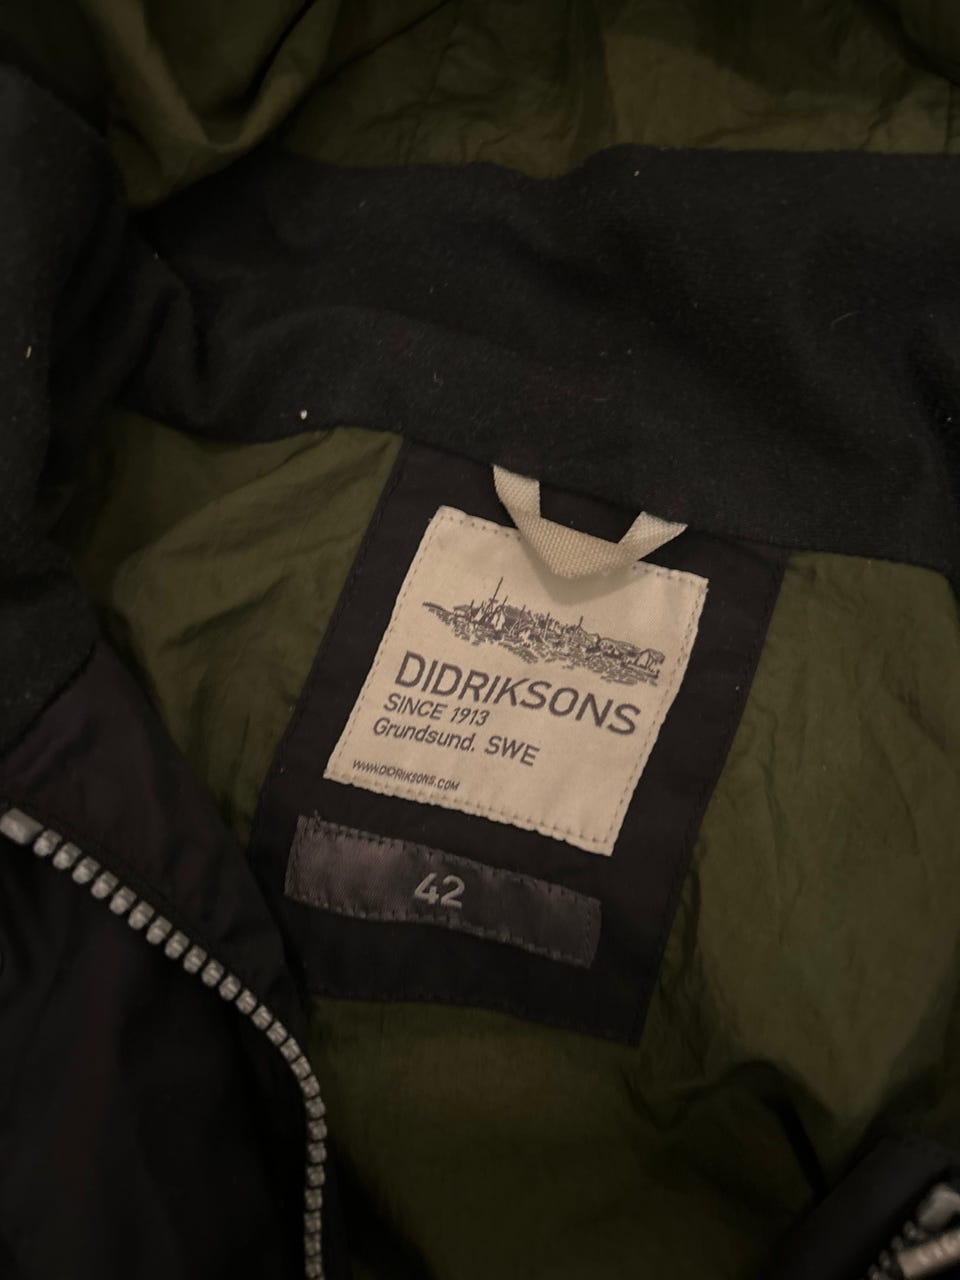 DIDRIKSONS
SINCE 1913
Grundsund. SWE
WWW.DIDRIKSONS.COM
42